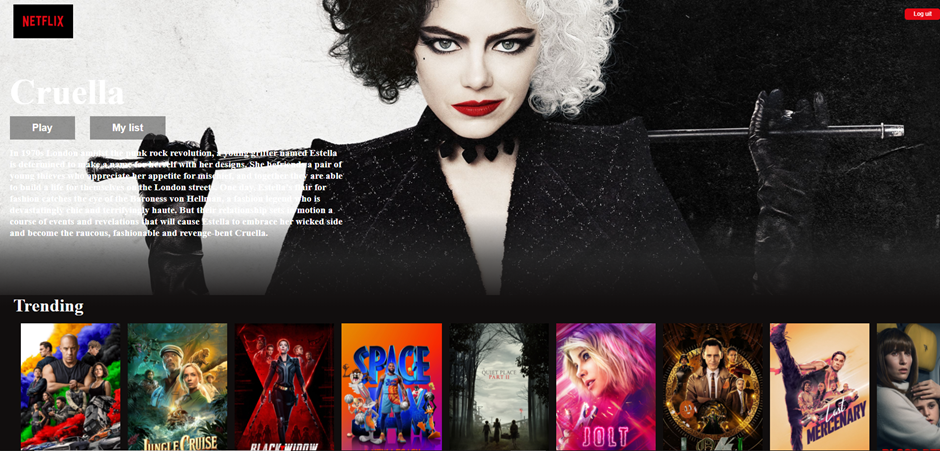 NETFLIX
Log uit
Cruella
Play
My list
In 1970s London amidst the punk rock revolution, a young grifter named Estella
is determined to make a name for herself with her designs. She befriends a pair of
young thieves who appreciate her appetite for mischief, and together they are able
to build a life for themselves on the London streets. One day, Estella's flair for
fashion catches the eye of the Baroness von Hellman, a fashion legend who is
devastatingly chic and terrifyingly haute. But their relationship sets in motion a
course of events and revelations that will cause Estella to embrace her wicked side
and become the raucous, fashionable and revenge-bent Cruella.
Trending
JUNGLE CRUISE
BLACK WIDOW
SPACE JAM
A QUIET PLACE
PART II
JOLT
The Last
MERCENARY